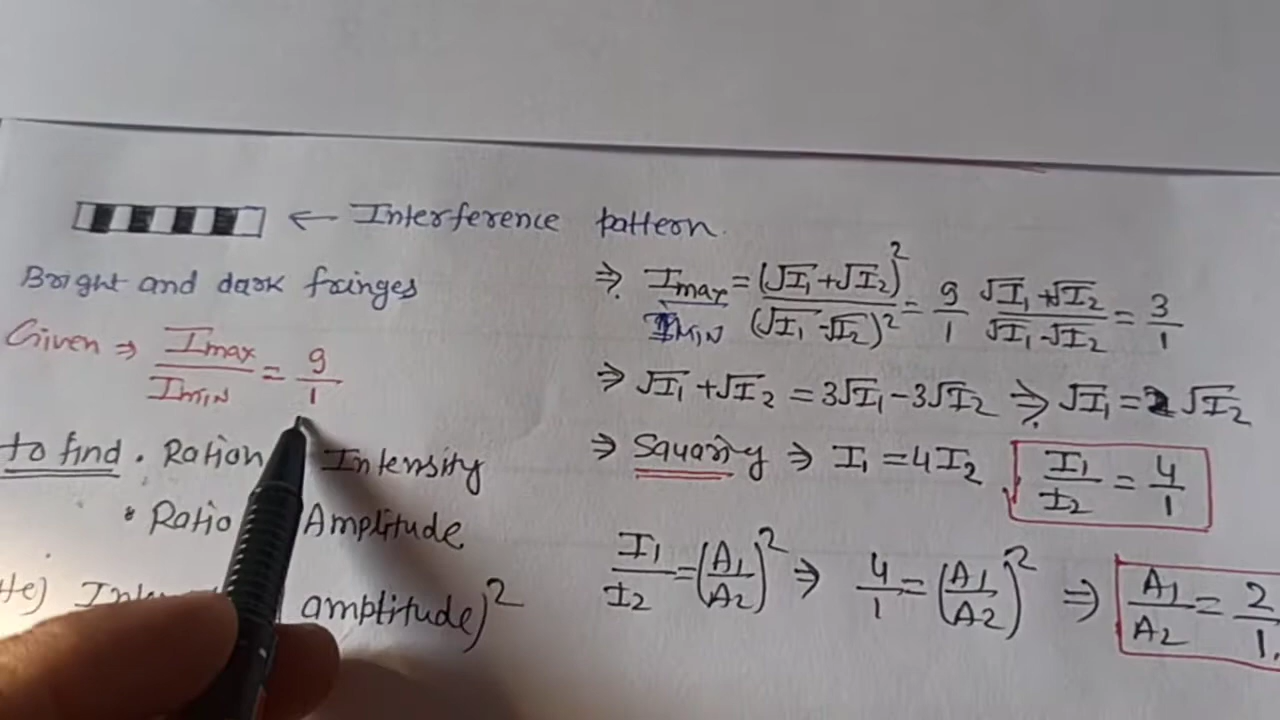 ← Interference pattern.
Bright and dark fringes
Given ⇒ Imax/IMIN = 9/1
to find . Ration Intensity
• Ratio Amplitude
amplitude)²
⇒ Imax/IMIN = (√I1 + √I2)²/(√I1 - √I2)² = 9/1 √I1 + √I2/√I1 - √I2 = 3/1
⇒ √I1 + √I2 = 3√I1 - 3√I2 ⇒ √I1 = 2√I2
⇒ Squaring ⇒ I1 = 4I2 I1/I2 = 4/1
I1/I2 = (A1/A2)² ⇒ 4/1 = (A1/A2)² ⇒ A1/A2 = 2/1.